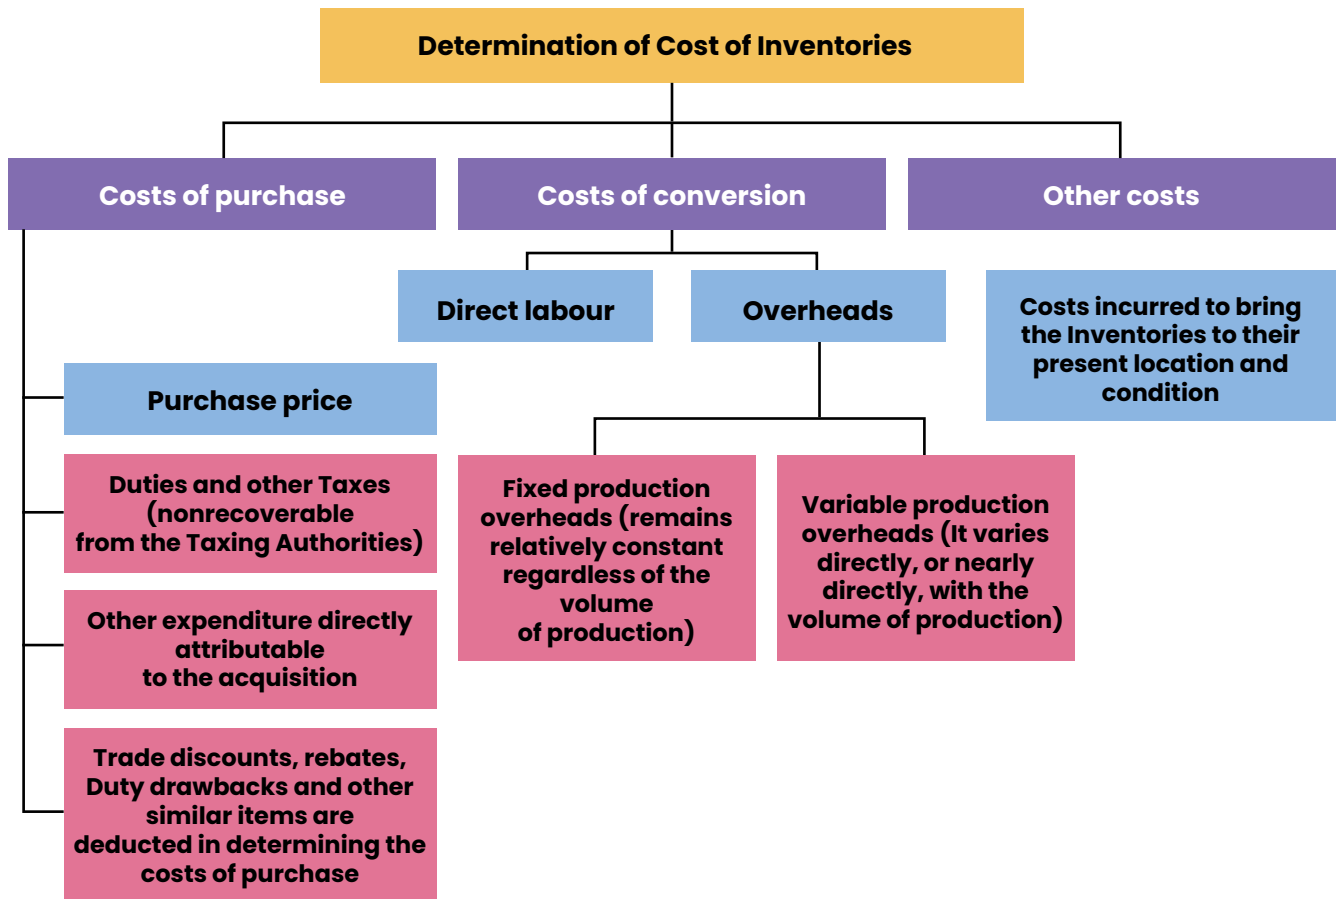 Determination of Cost of Inventories
Costs of purchase
Costs of conversion
Other costs
Direct labour
Overheads
Costs incurred to bring
the Inventories to their
present location and
condition
Purchase price
Duties and other Taxes
(nonrecoverable
from the Taxing Authorities)
Other expenditure directly
attributable
to the acquisition
Trade discounts, rebates,
Duty drawbacks and other
similar items are
deducted in determining the
costs of purchase
Fixed production
overheads (remains
relatively constant
regardless of the
volume
of production)
Variable production
overheads (It varies
directly, or nearly
directly, with the
volume of production)